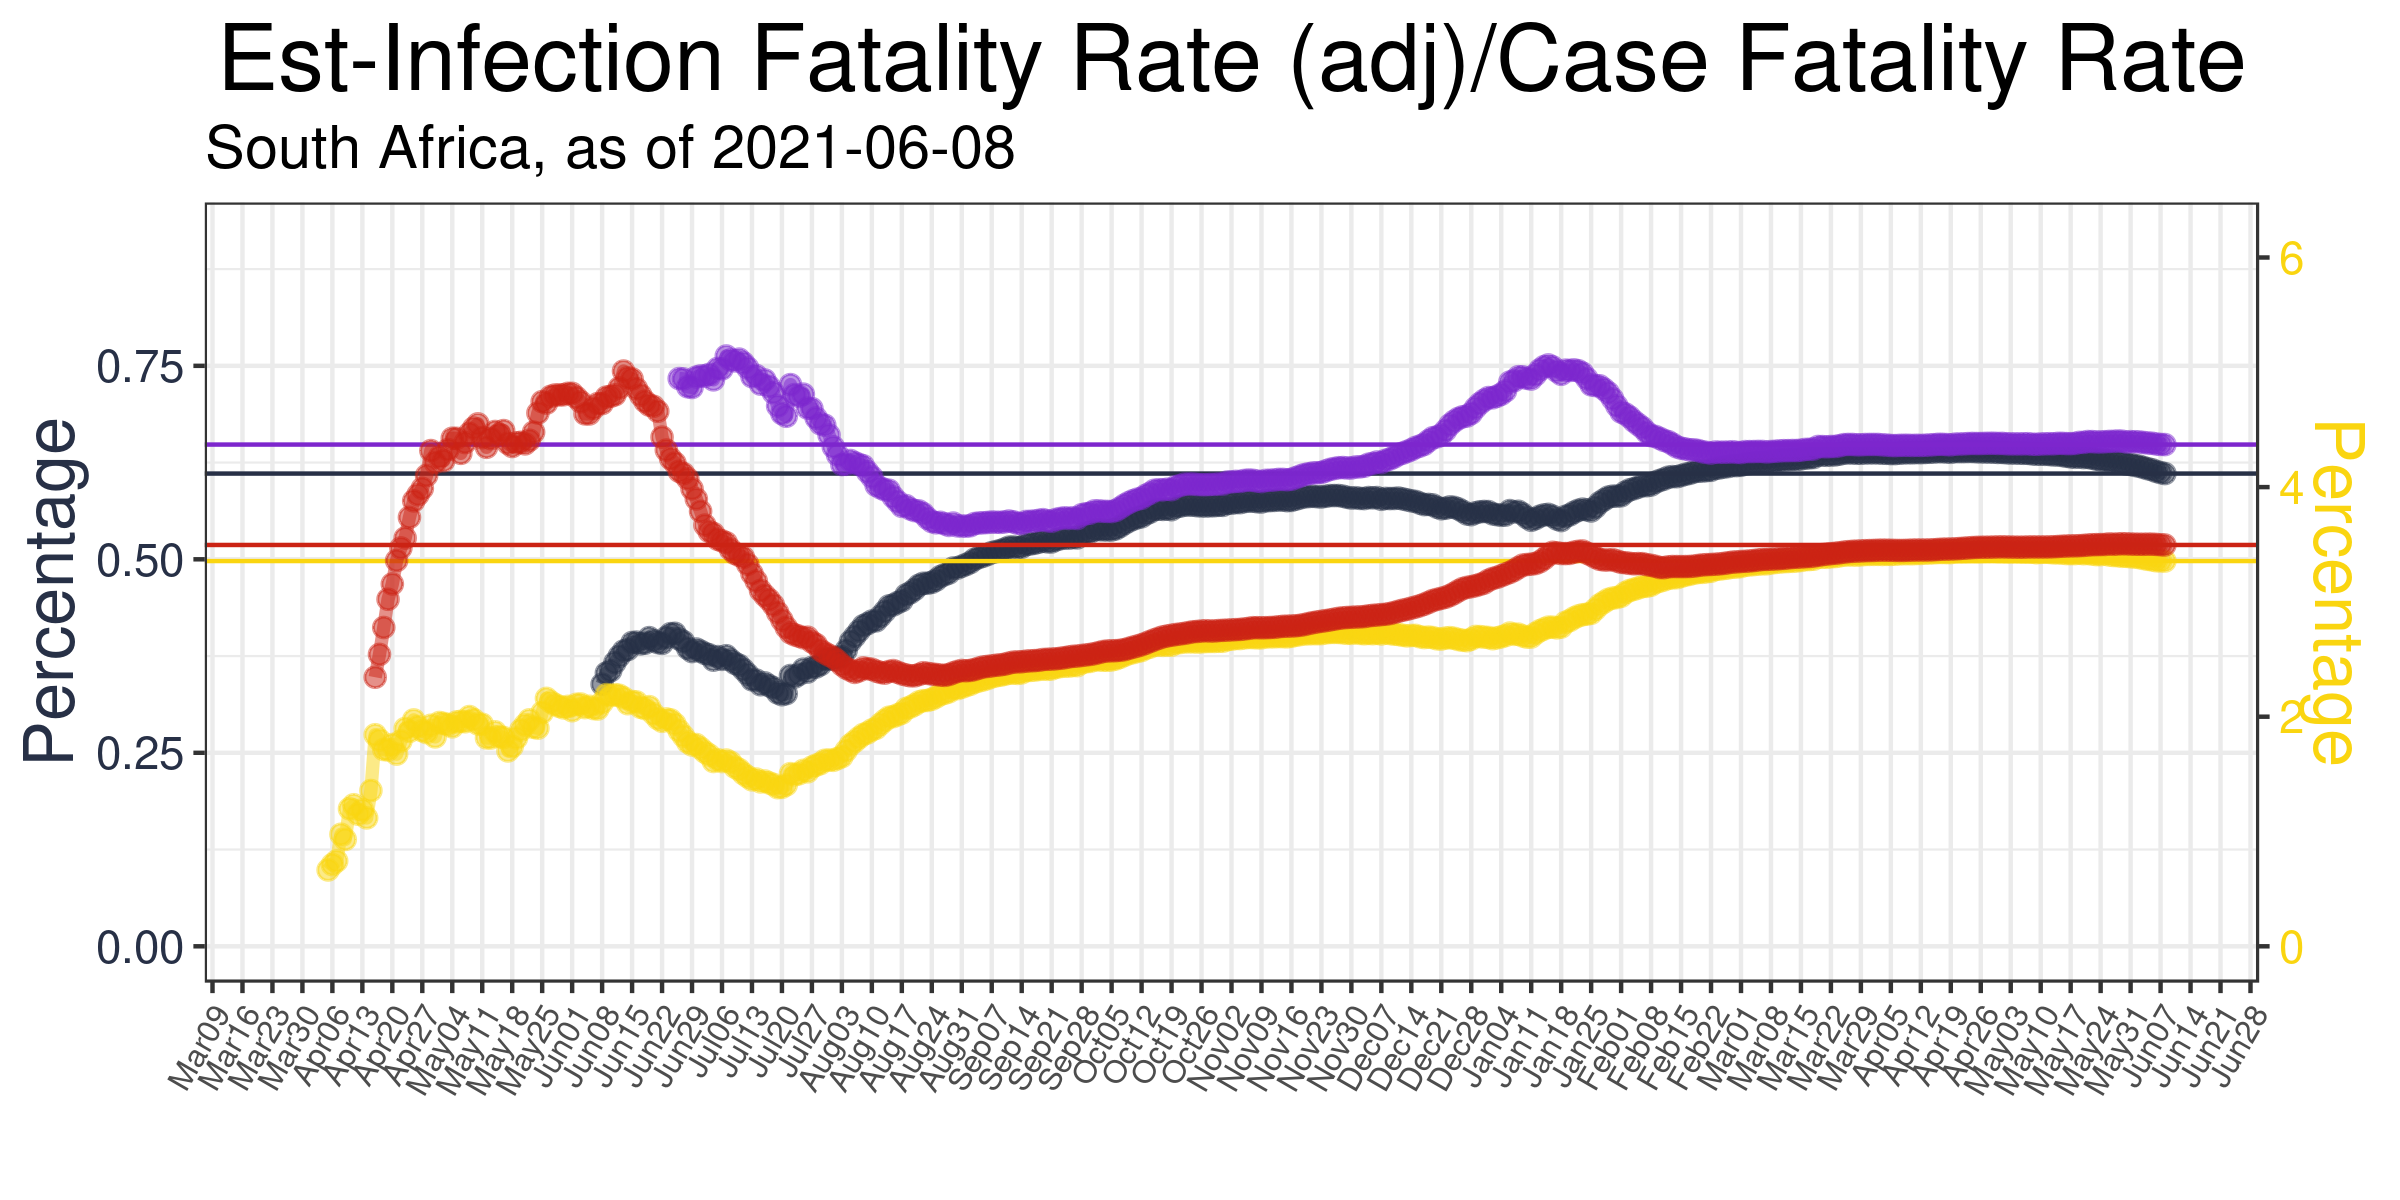 Est-Infection Fatality Rate (adj)/Case Fatality Rate
South Africa, as of 2021-06-08
Percentage
0.75
0.50
0.25
0.00
6
4
2
0
Percentage
Mar09
Mar16
Mar23
Mar30
Apr06
Apr13
Apr20
Apr27
May04
May11
May18
May25
Jun01
Jun08
Jun15
Jun22
Jun29
Jul06
Jul13
Jul20
Jul27
Aug03
Aug10
Aug17
Aug24
Aug31
Sep07
Sep14
Sep21
Sep28
Oct05
Oct12
Oct19
Oct26
Nov02
Nov09
Nov16
Nov23
Nov30
Dec07
Dec14
Dec21
Dec28
Jan04
Jan11
Jan18
Jan25
Feb01
Feb08
Feb15
Feb22
Mar01
Mar08
Mar15
Mar22
Mar29
Apr05
Apr12
Apr19
Apr26
May03
May10
May17
May24
May31
Jun07
Jun14
Jun21
Jun28